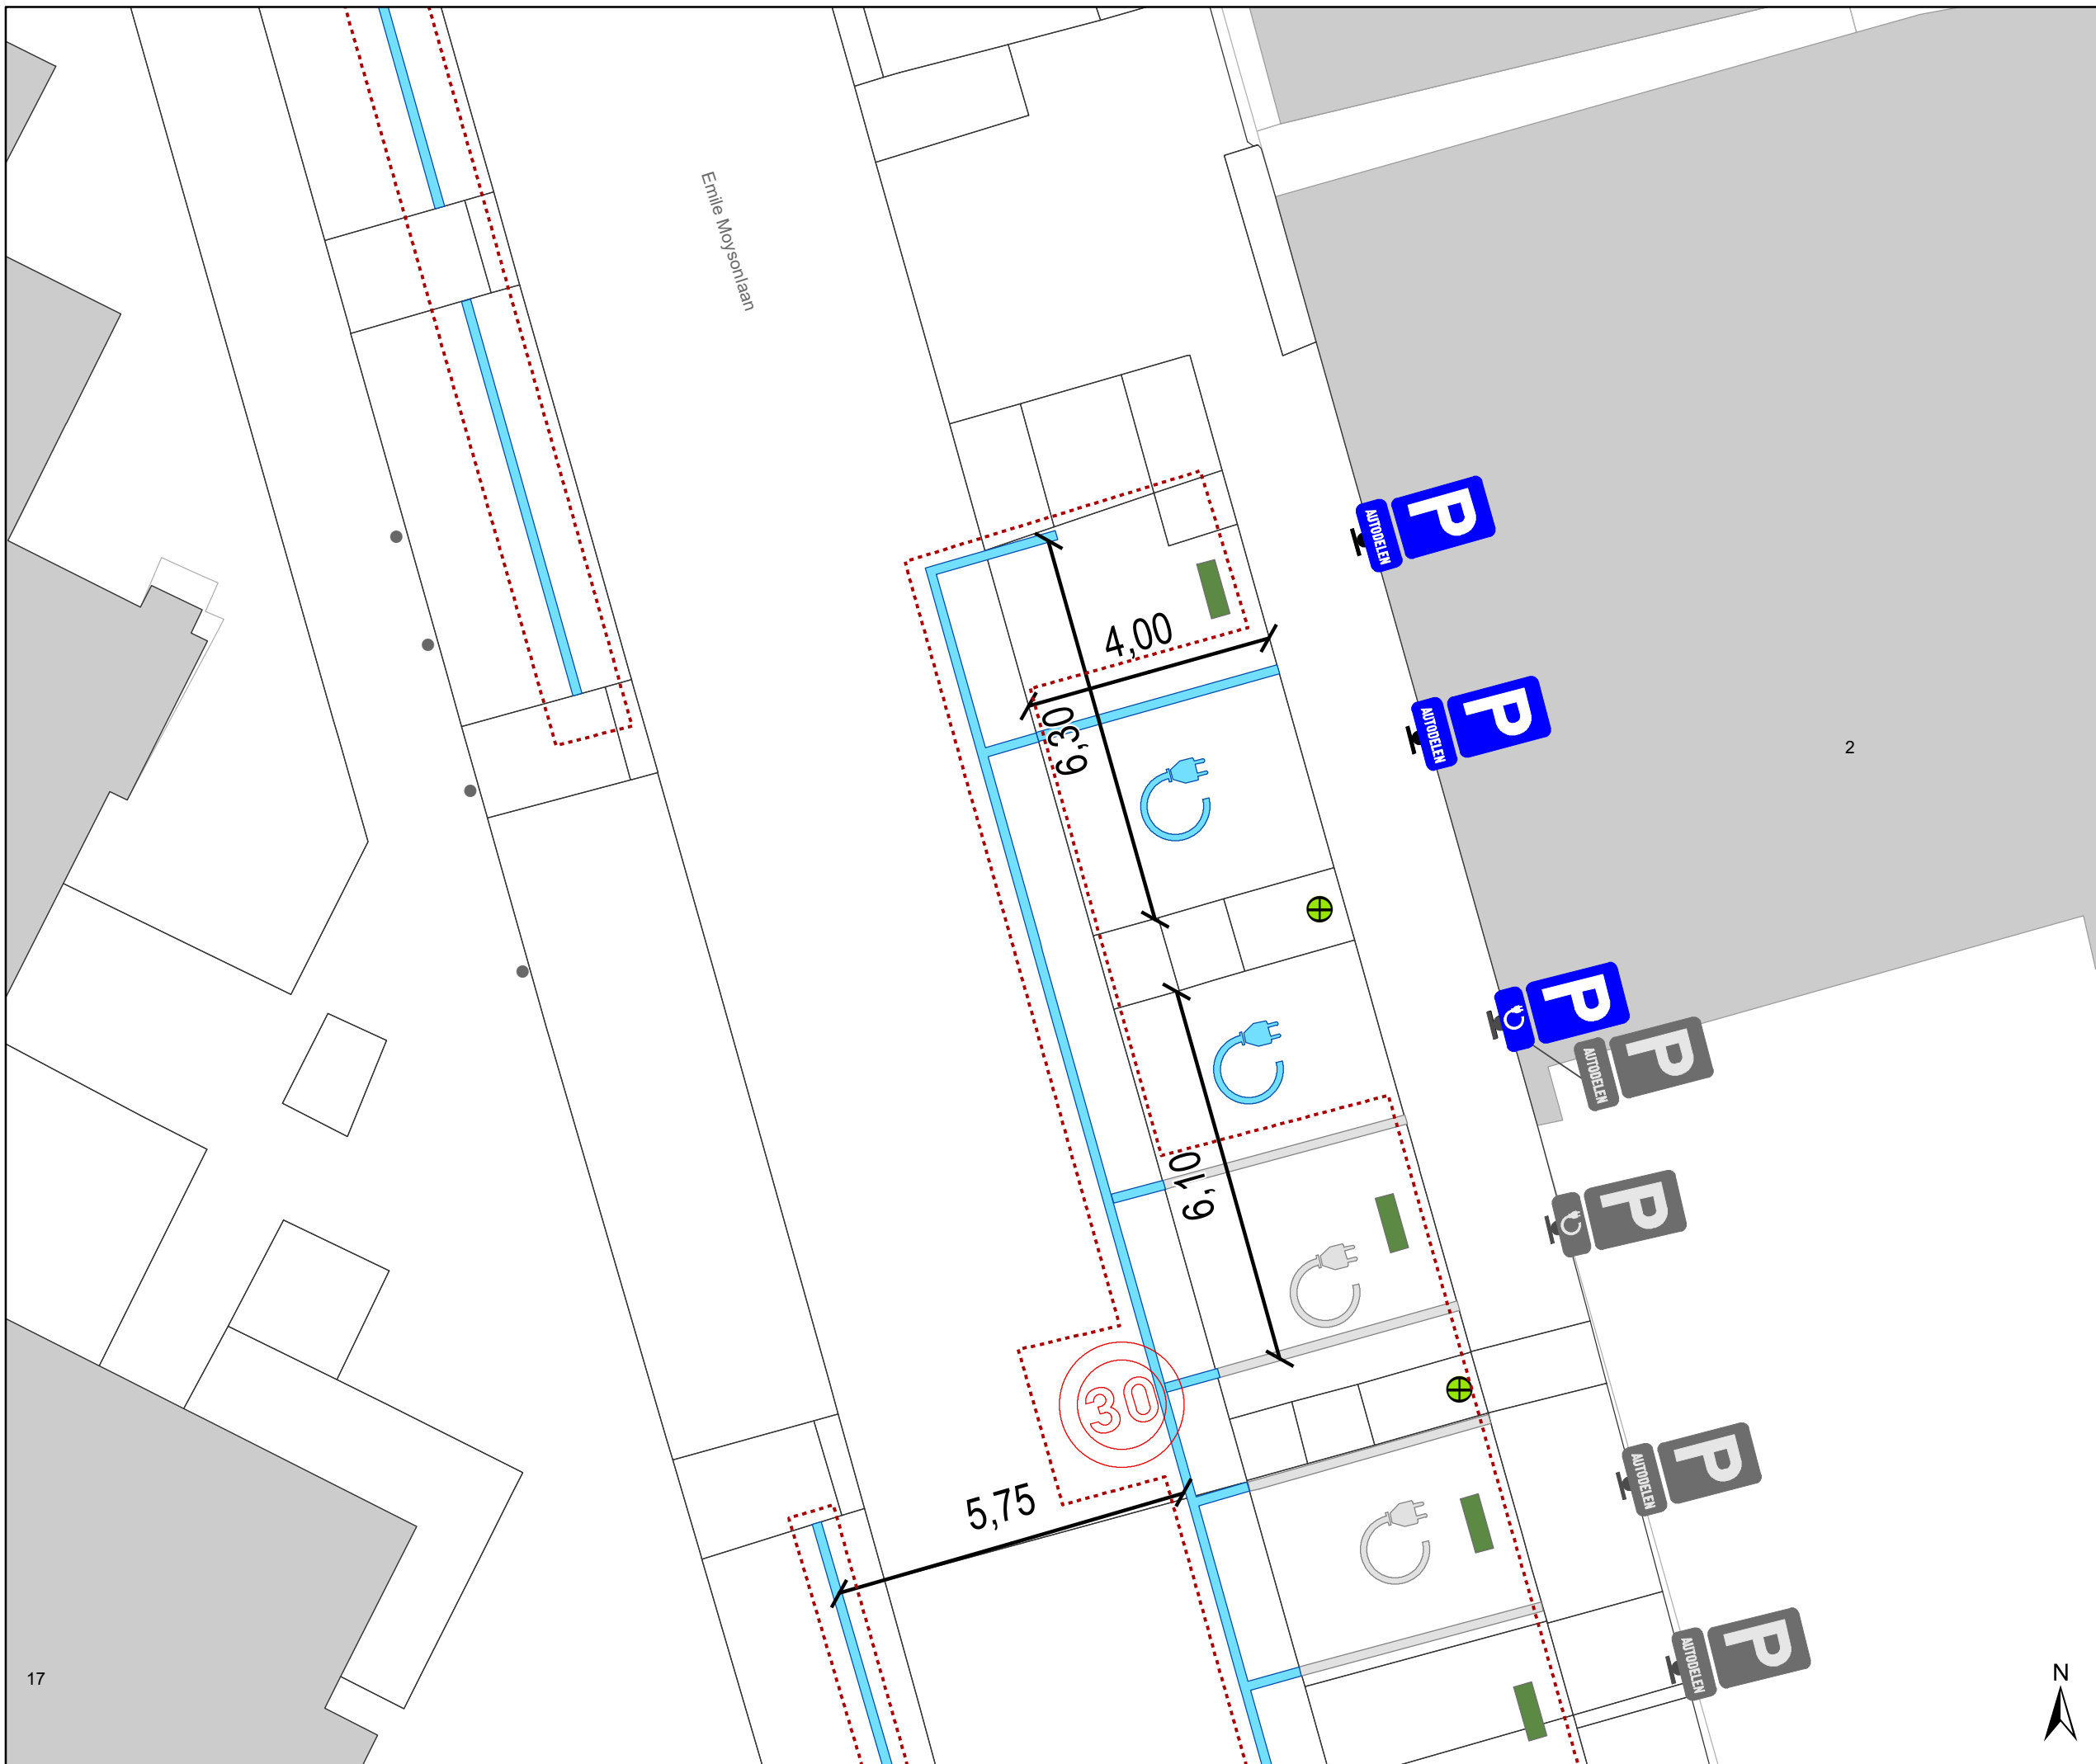 Emile Moysonlaan
P
AUTODELEN
4,00
6,30
P
AUTODELEN
2
P
P
AUTODELEN
6,10
P
30
5,75
P
AUTODELEN
P
AUTODELEN
17
N